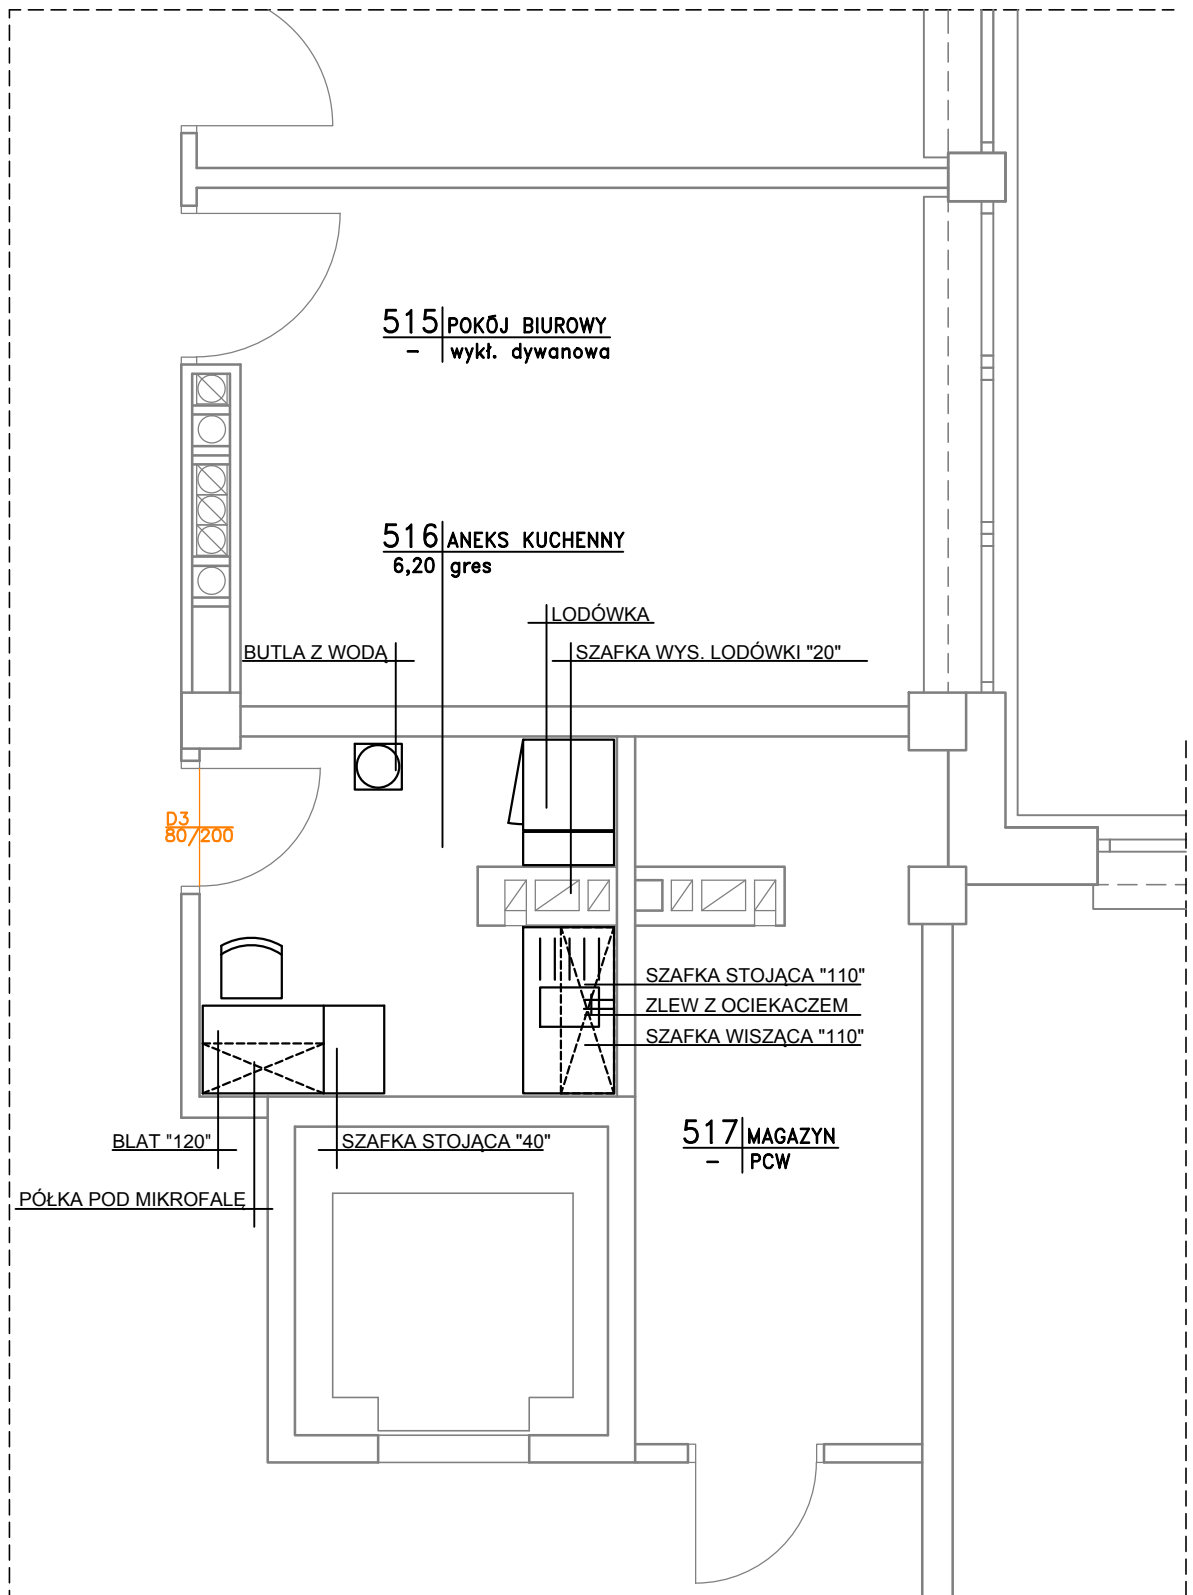 515 POKÓJ BIUROWY
- wykł. dywanowa
516 ANEKS KUCHENNY
6,20 gres
LODÓWKA
BUTLA Z WODĄ
SZAFKA WYS. LODÓWKI "20"
D3
80/200
SZAFKA STOJĄCA "110"
ZLEW Z OCIEKACZEM
SZAFKA WISZĄCA "110"
517 MAGAZYN
- PCW
BLAT "120"
SZAFKA STOJĄCA "40"
PÓŁKA POD MIKROFALĘ